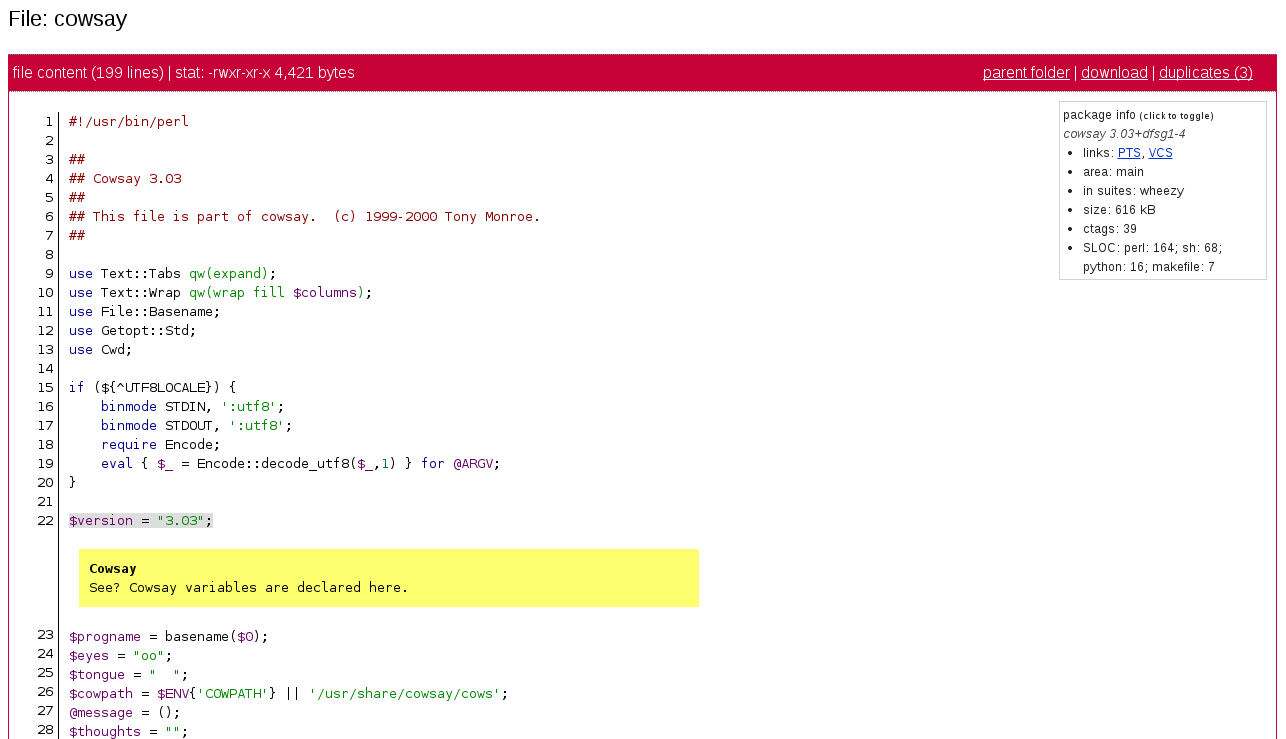 File: cowsay
file content (199 lines) | stat: -rwxr-xr-x 4,421 bytes
parent folder | download | duplicates (3)
package info (click to toggle)
cowsay 3.03+dfsg1-4
• links: PTS, VCS
• area: main
• in suites: wheezy
• size: 616 kB
• ctags: 39
• SLOC: perl: 164; sh: 68;
python: 16; makefile: 7
1 #!/usr/bin/perl
2
3 ##
4 ## Cowsay 3.03
5 ##
6 ## This file is part of cowsay.  (c) 1999-2000 Tony Monroe.
7 ##
8
9 use Text::Tabs qw(expand);
10 use Text::Wrap qw(wrap fill $columns);
11 use File::Basename;
12 use Getopt::Std;
13 use Cwd;
14
15 if (${^UTF8LOCALE}) {
16     binmode STDIN, ':utf8';
17     binmode STDOUT, ':utf8';
18     require Encode;
19     eval { $_ = Encode::decode_utf8($_,1) } for @ARGV;
20 }
21
22 $version = "3.03";
Cowsay
See? Cowsay variables are declared here.
23 $progname = basename($0);
24 $eyes = "oo";
25 $tongue = "  ";
26 $cowpath = $ENV{'COWPATH'} || '/usr/share/cowsay/cows';
27 @message = ();
28 $thoughts = "";